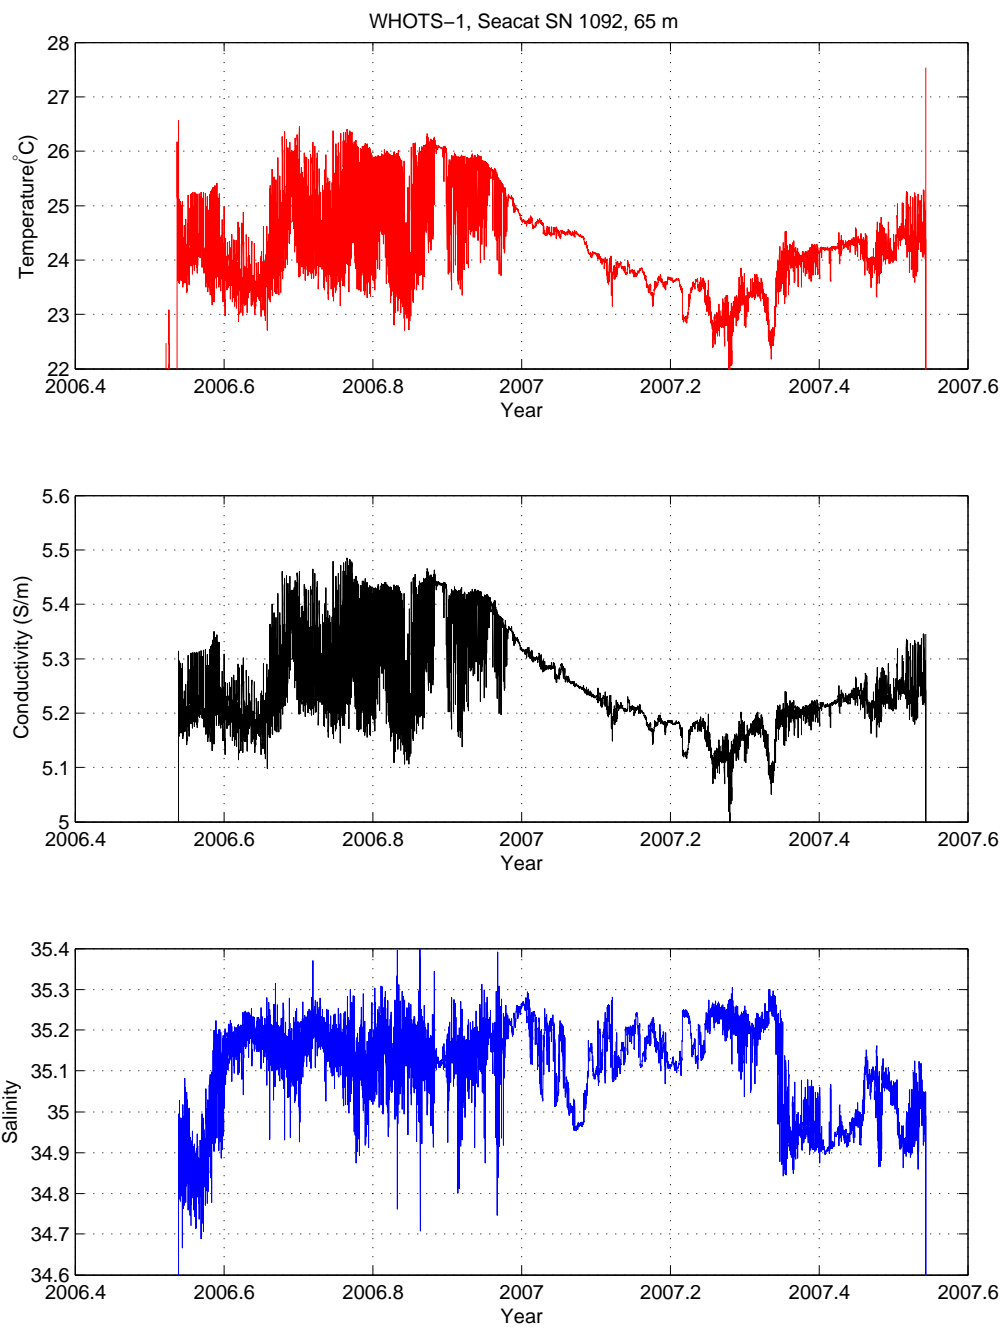 WHOTS−1, Seacat SN 1092, 65 m
28
27
26
25
24
23
22
Temperature(°C)
2006.4 2006.6 2006.8 2007 2007.2 2007.4 2007.6
Year
5.6
5.5
5.4
5.3
5.2
5.1
5
Conductivity (S/m)
2006.4 2006.6 2006.8 2007 2007.2 2007.4 2007.6
Year
35.4
35.3
35.2
35.1
35
34.9
34.8
34.7
34.6
Salinity
2006.4 2006.6 2006.8 2007 2007.2 2007.4 2007.6
Year